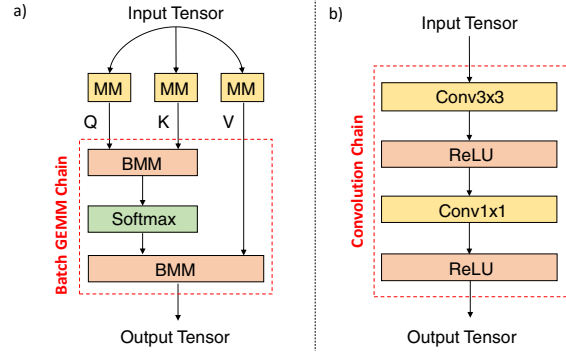 a)
Input Tensor
MM
MM
MM
Q
K
V
Batch GEMM Chain
BMM
Softmax
BMM
Output Tensor
b)
Input Tensor
Convolution Chain
Conv3x3
ReLU
Conv1x1
ReLU
Output Tensor